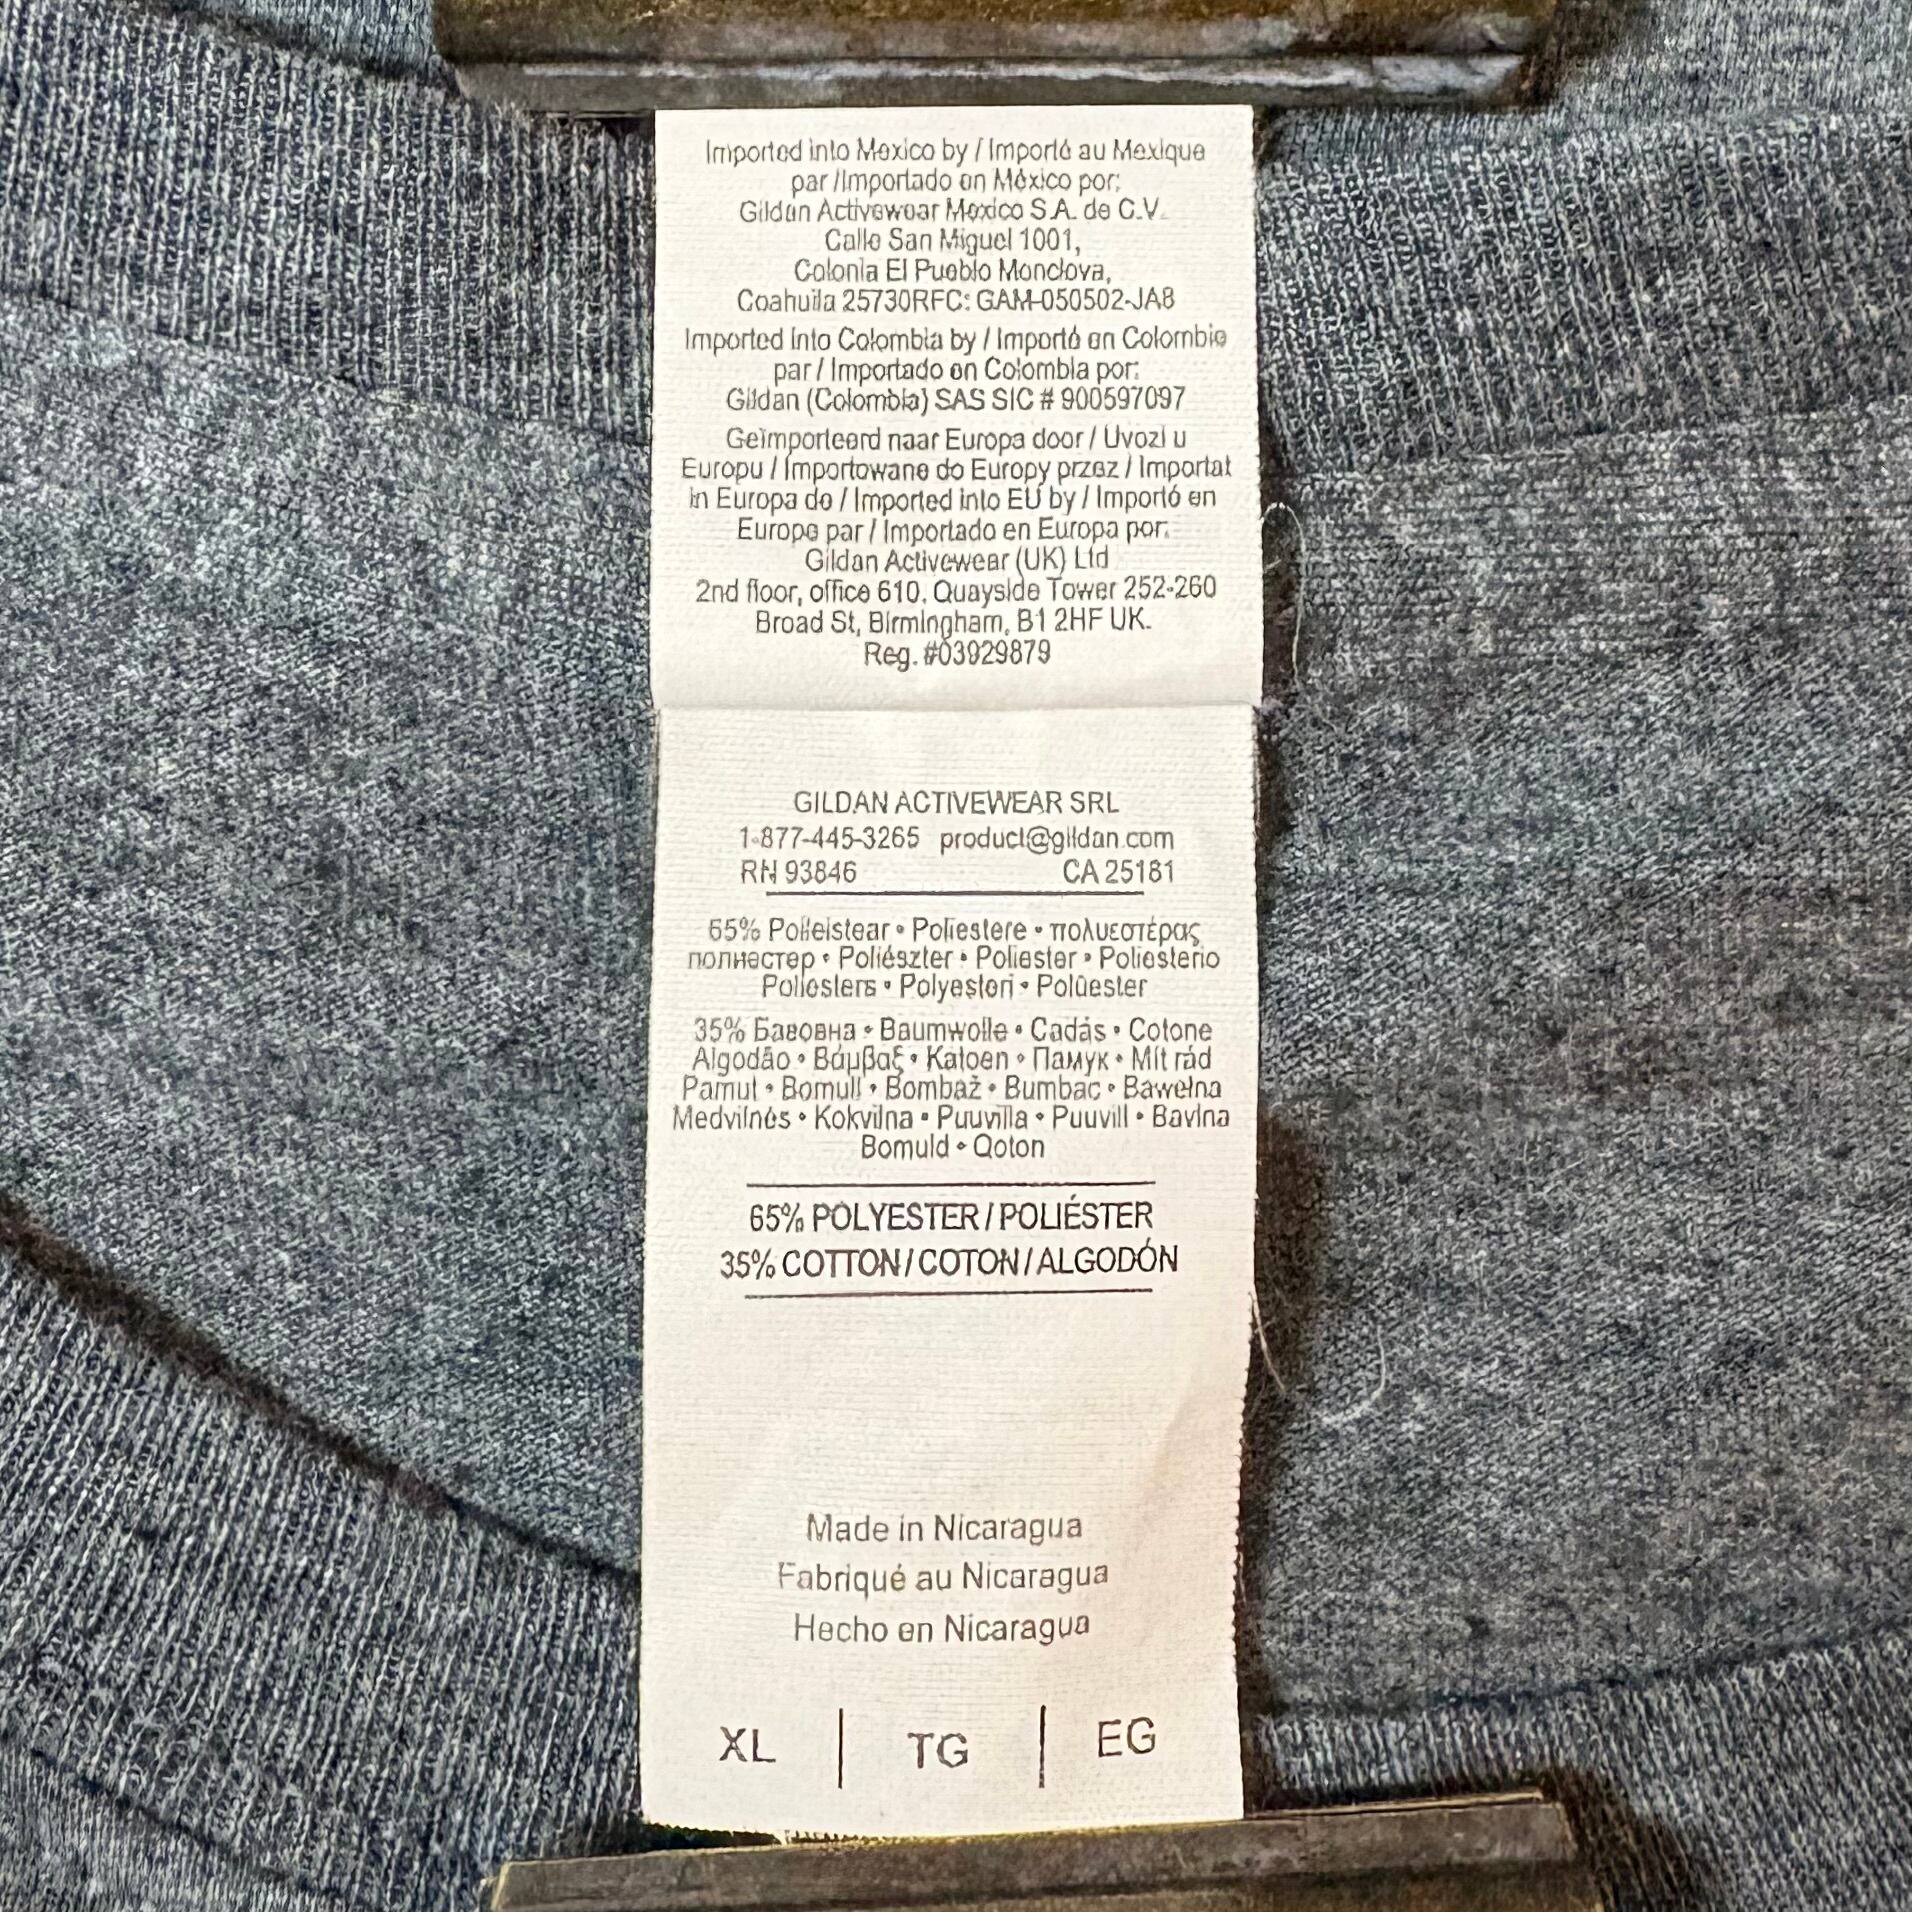 Imported into Mexico by / Importé au Mexique
par /Importado en México por:
Gildan Activewear Mexico S.A. de C.V.
Calle San Miguel 1001,
Colonia El Pueblo Monclova,
Coahuila 25730RFC: GAM-050502-JA8
Imported into Colombia by / Importé en Colombie
par / Importado en Colombia por:
Gildan (Colombia) SAS SIC # 900597097
Geïmporteerd naar Europa door / Uvozi u
Europu / Importowane do Europy przez / Importat
în Europa de / Imported into EU by / Importé en
Europe par / Importado en Europa por:
Gildan Activewear (UK) Ltd
2nd floor, office 610, Quayside Tower 252-260
Broad St, Birmingham, B1 2HF UK.
Reg. #03929879
GILDAN ACTIVEWEAR SRL
1-877-445-3265 product@gildan.com
RN 93846 CA 25181
65% Poileistear • Poliestere • πολυεστέρας
полиестер • Poliészter • Poliester • Poliesterio
Poliesters • Polyesteri • Polüester
35% Бавовна • Baumwolle • Cadás • Cotone
Algodão • Βάμβαξ • Katoen • Памук • Mit rád
Pamut • Bomull • Bombaž • Bumbac • Bawełna
Medvilnės • Kokvilna • Puuvilla • Puuvill • Bavlna
Bomuld • Qoton
65% POLYESTER / POLIÉSTER
35% COTTON / COTON / ALGODÓN
Made in Nicaragua
Fabriqué au Nicaragua
Hecho en Nicaragua
XL | TG | EG